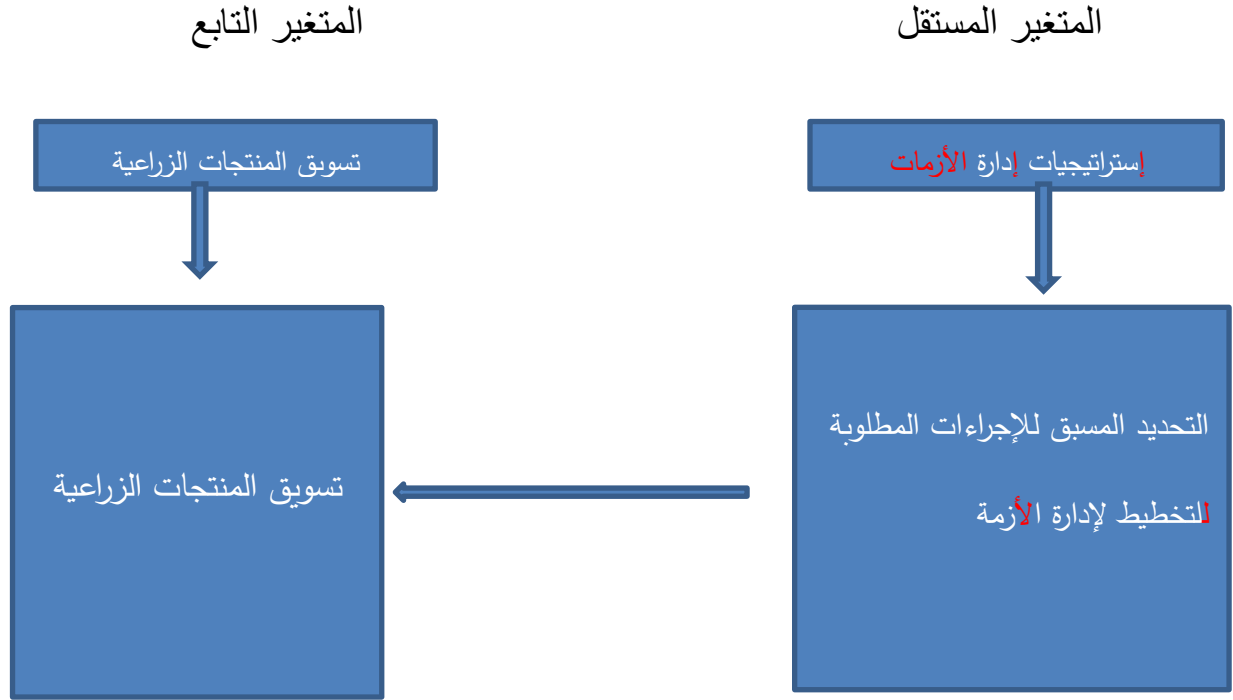 المتغير المستقل
المتغير التابع
إستراتيجيات إدارة الأزمات
تسويق المنتجات الزراعية
التحديد المسبق للإجراءات المطلوبة
للتخطيط لإدارة الأزمة
تسويق المنتجات الزراعية